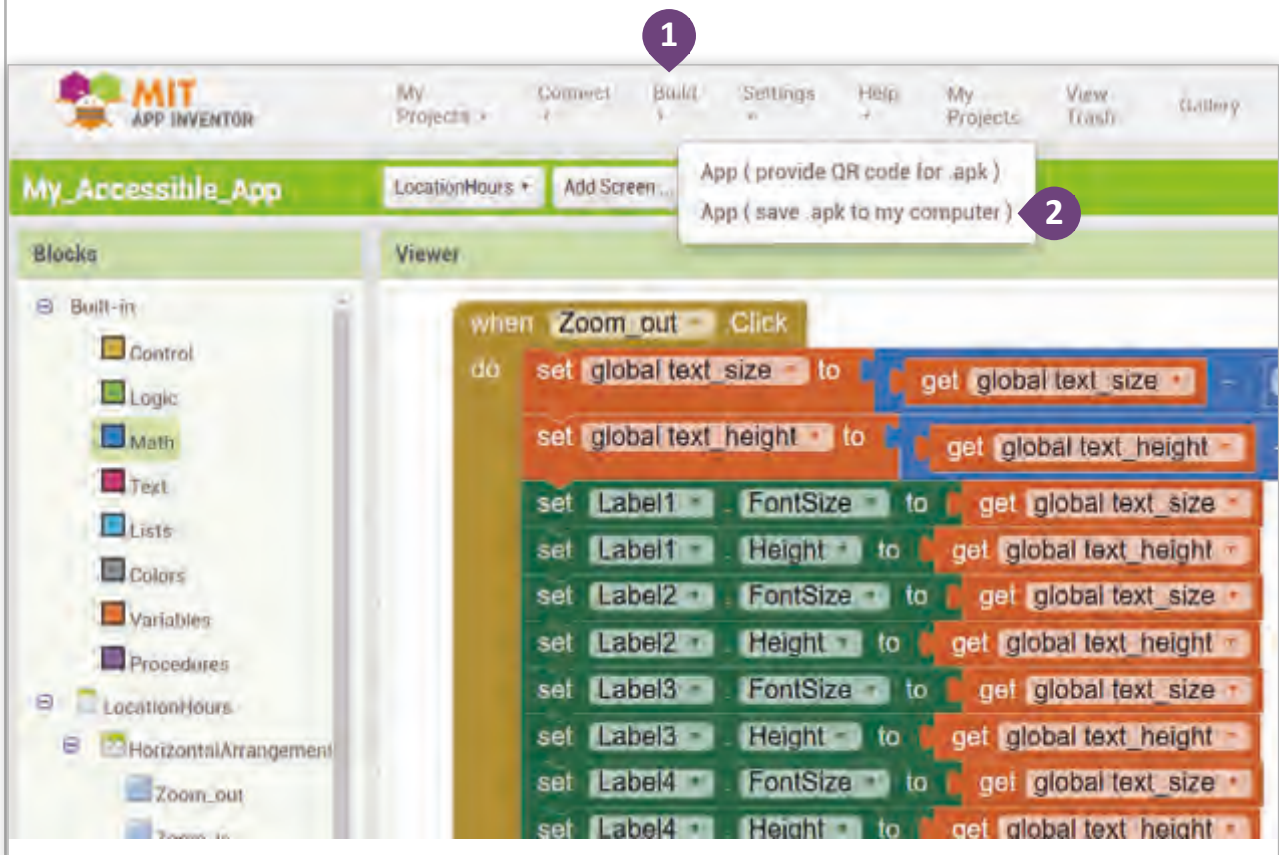 1
MIT
APP INVENTOR
My Projects
Connect
Build
Settings
Help
My Projects
View Trash
Gallery
My_Accessible_App
LocationHours
Add Screen ...
App ( provide QR code for .apk )
App ( save .apk to my computer )
2
Blocks
Viewer
Built-in
Control
Logic
Math
Text
Lists
Colors
Variables
Procedures
LocationHours
HorizontalArrangement
Zoom_out
when Zoom_out .Click
do set global text_size to get global text_size -
set global text_height to get global text_height
set Label1 . FontSize to get global text_size
set Label1 . Height to get global text_height
set Label2 . FontSize to get global text_size
set Label2 . Height to get global text_height
set Label3 . FontSize to get global text_size
set Label3 . Height to get global text_height
set Label4 . FontSize to get global text_size
set Label4 . Height to get global text_height